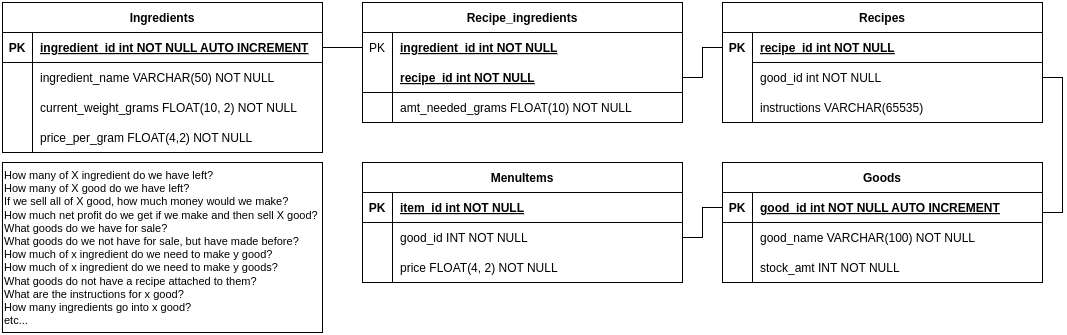 Ingredients
PK ingredient_id int NOT NULL AUTO INCREMENT
ingredient_name VARCHAR(50) NOT NULL
current_weight_grams FLOAT(10, 2) NOT NULL
price_per_gram FLOAT(4,2) NOT NULL
Recipe_ingredients
PK ingredient_id int NOT NULL
recipe_id int NOT NULL
amt_needed_grams FLOAT(10) NOT NULL
Recipes
PK recipe_id int NOT NULL
good_id int NOT NULL
instructions VARCHAR(65535)
How many of X ingredient do we have left?
How many of X good do we have left?
If we sell all of X good, how much money would we make?
How much net profit do we get if we make and then sell X good?
What goods do we have for sale?
What goods do we not have for sale, but have made before?
How much of x ingredient do we need to make y good?
How much of x ingredient do we need to make y goods?
What goods do not have a recipe attached to them?
What are the instructions for x good?
How many ingredients go into x good?
etc...
MenuItems
PK item_id int NOT NULL
good_id INT NOT NULL
price FLOAT(4, 2) NOT NULL
Goods
PK good_id int NOT NULL AUTO INCREMENT
good_name VARCHAR(100) NOT NULL
stock_amt INT NOT NULL